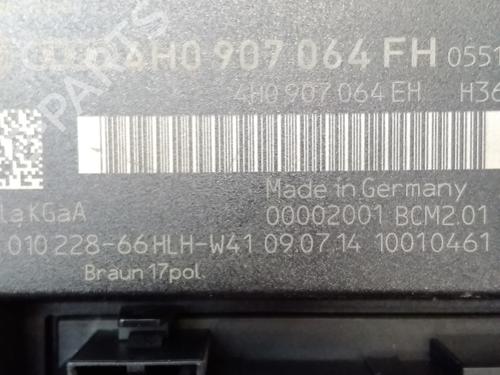 4H0 907 064 FH 0551
4H0 907 064 EH H36
Made in Germany
KGaA 00002001 BCM2.01
010 228-66HLH-W41 09.07.14 10010461
Braun 17pol.